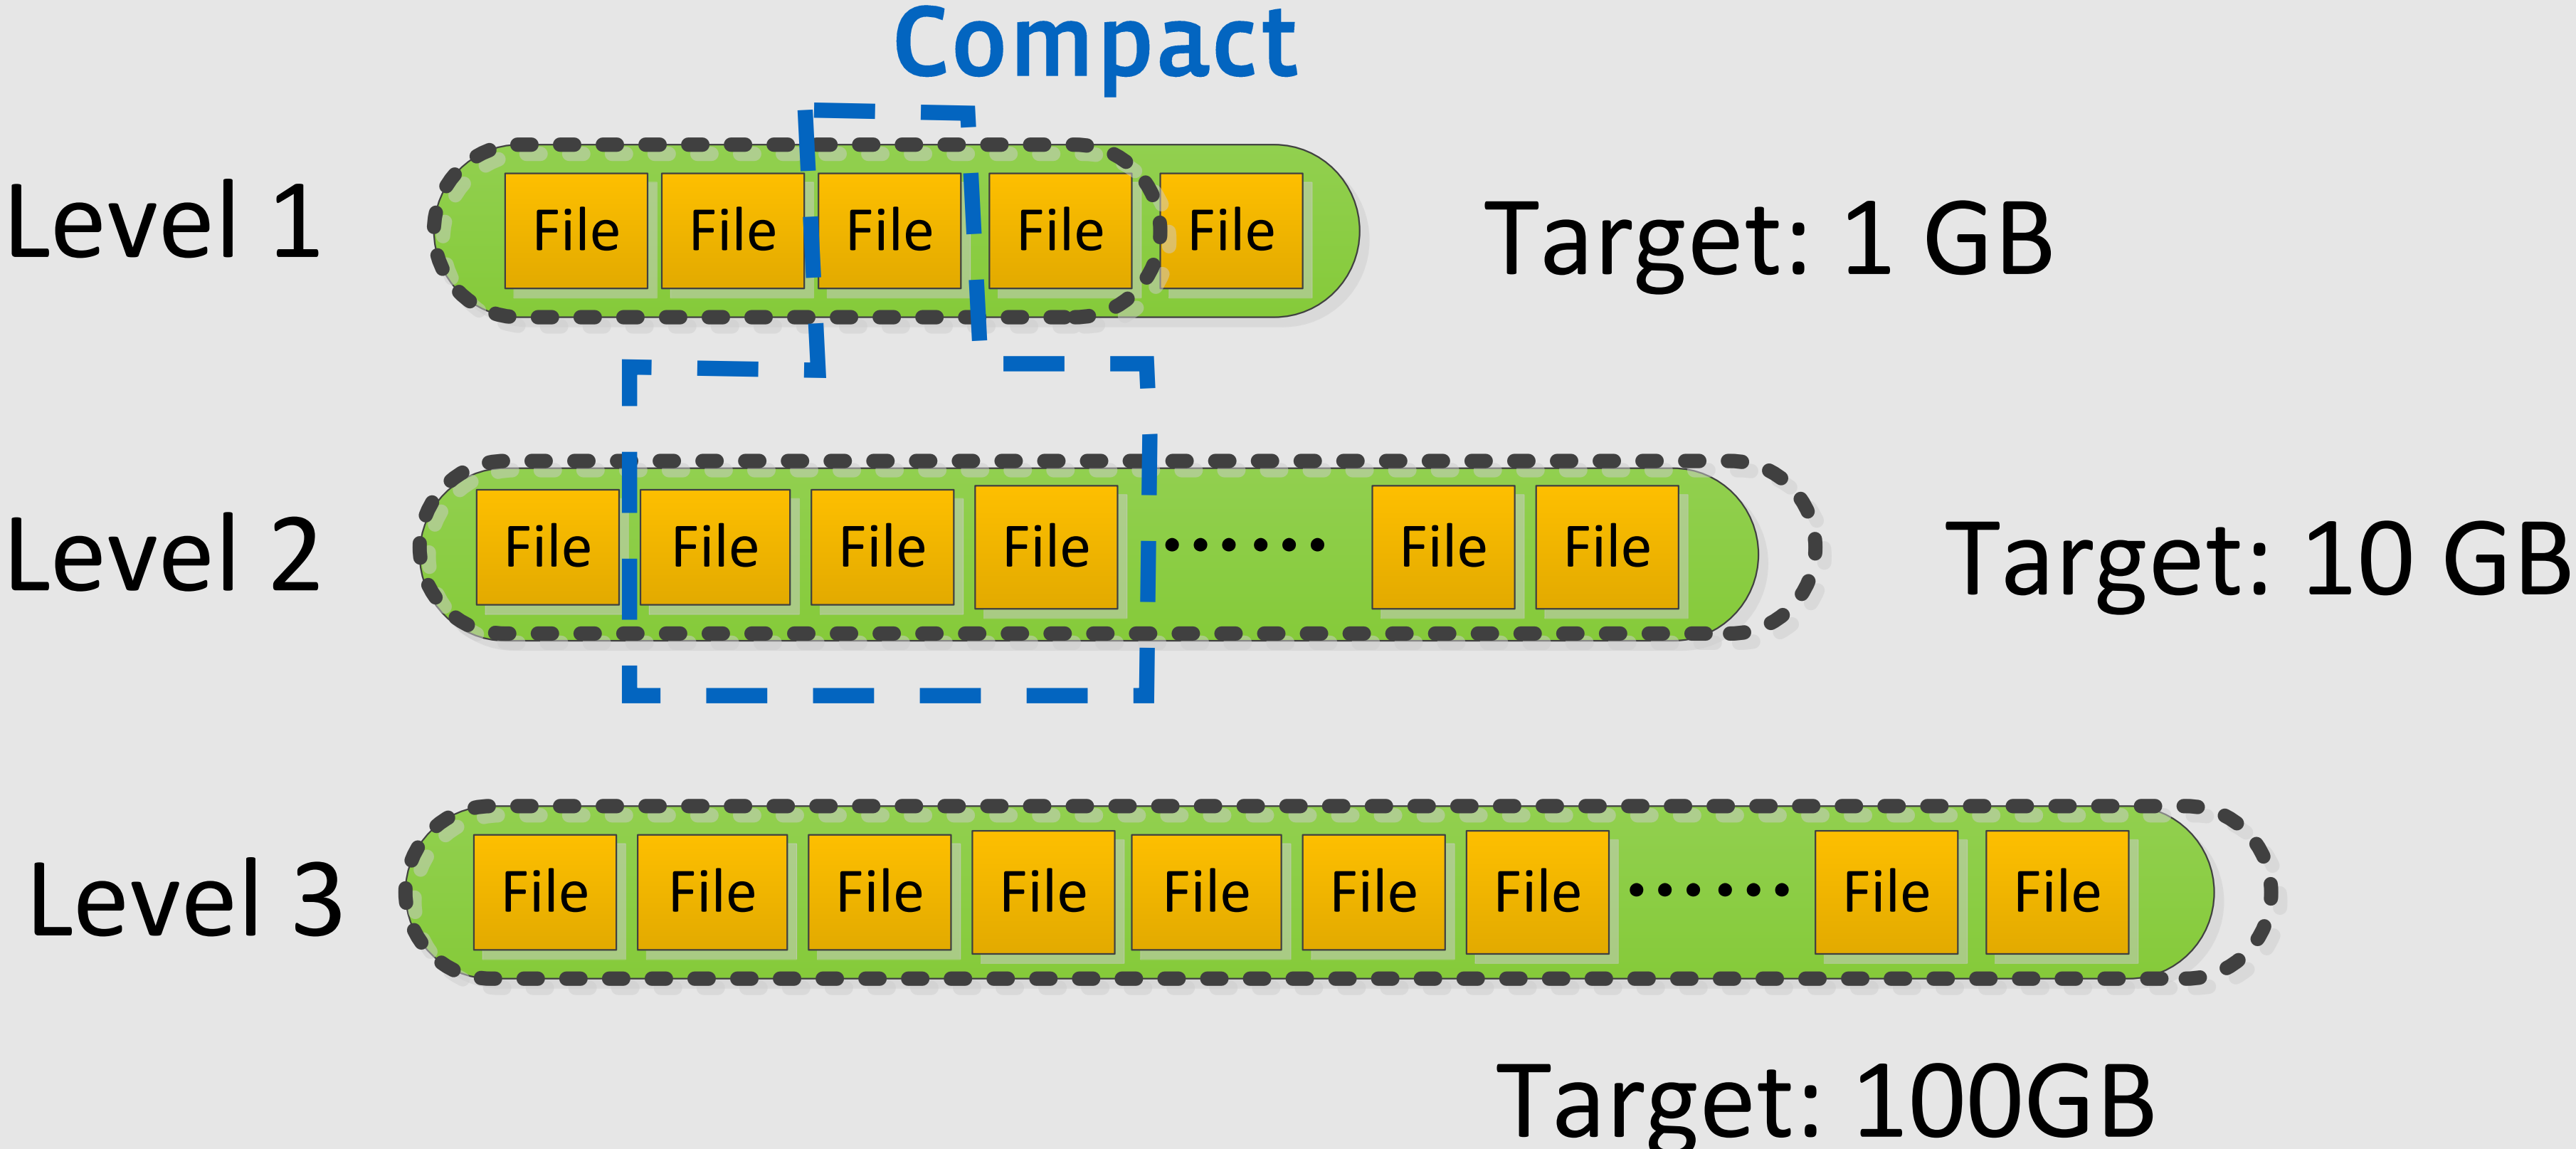 Compact
Level 1 File File File File File Target: 1 GB
Level 2 File File File File ...... File File Target: 10 GB
Level 3 File File File File File File File ...... File File
Target: 100GB